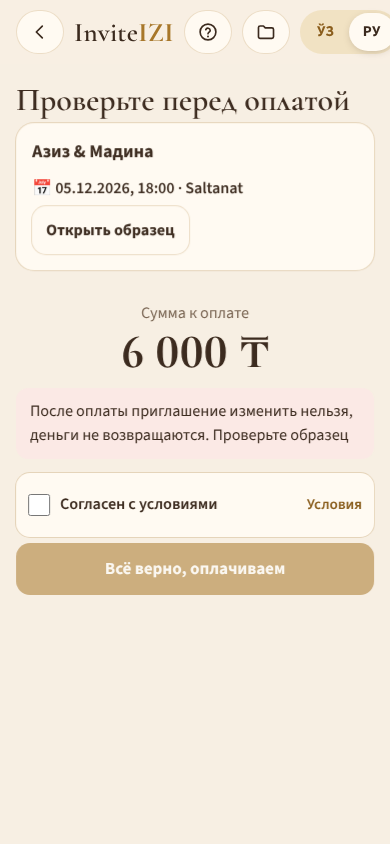 InviteIZI
ЎЗ
РУ
Проверьте перед оплатой
Азиз & Мадина
📅 05.12.2026, 18:00 · Saltanat
Открыть образец
Сумма к оплате
6 000 ₸
После оплаты приглашение изменить нельзя,
деньги не возвращаются. Проверьте образец
Согласен с условиями
Условия
Всё верно, оплачиваем